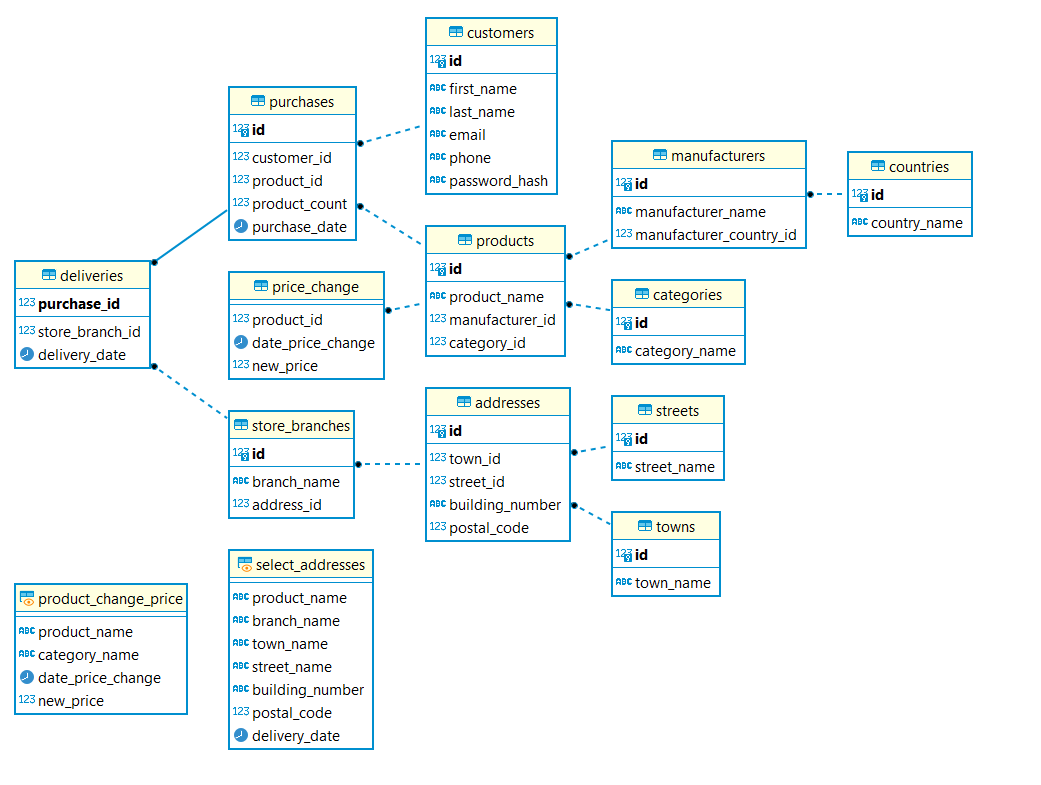 customers
123 id
ABC first_name
ABC last_name
ABC email
ABC phone
ABC password_hash
purchases
123 id
123 customer_id
123 product_id
123 product_count
purchase_date
manufacturers
123 id
ABC manufacturer_name
123 manufacturer_country_id
countries
123 id
ABC country_name
products
123 id
ABC product_name
123 manufacturer_id
123 category_id
deliveries
123 purchase_id
123 store_branch_id
delivery_date
price_change
123 product_id
date_price_change
123 new_price
categories
123 id
ABC category_name
addresses
123 id
123 town_id
123 street_id
ABC building_number
123 postal_code
streets
123 id
ABC street_name
store_branches
123 id
ABC branch_name
123 address_id
towns
123 id
ABC town_name
select_addresses
ABC product_name
ABC branch_name
ABC town_name
ABC street_name
ABC building_number
123 postal_code
delivery_date
product_change_price
ABC product_name
ABC category_name
date_price_change
123 new_price